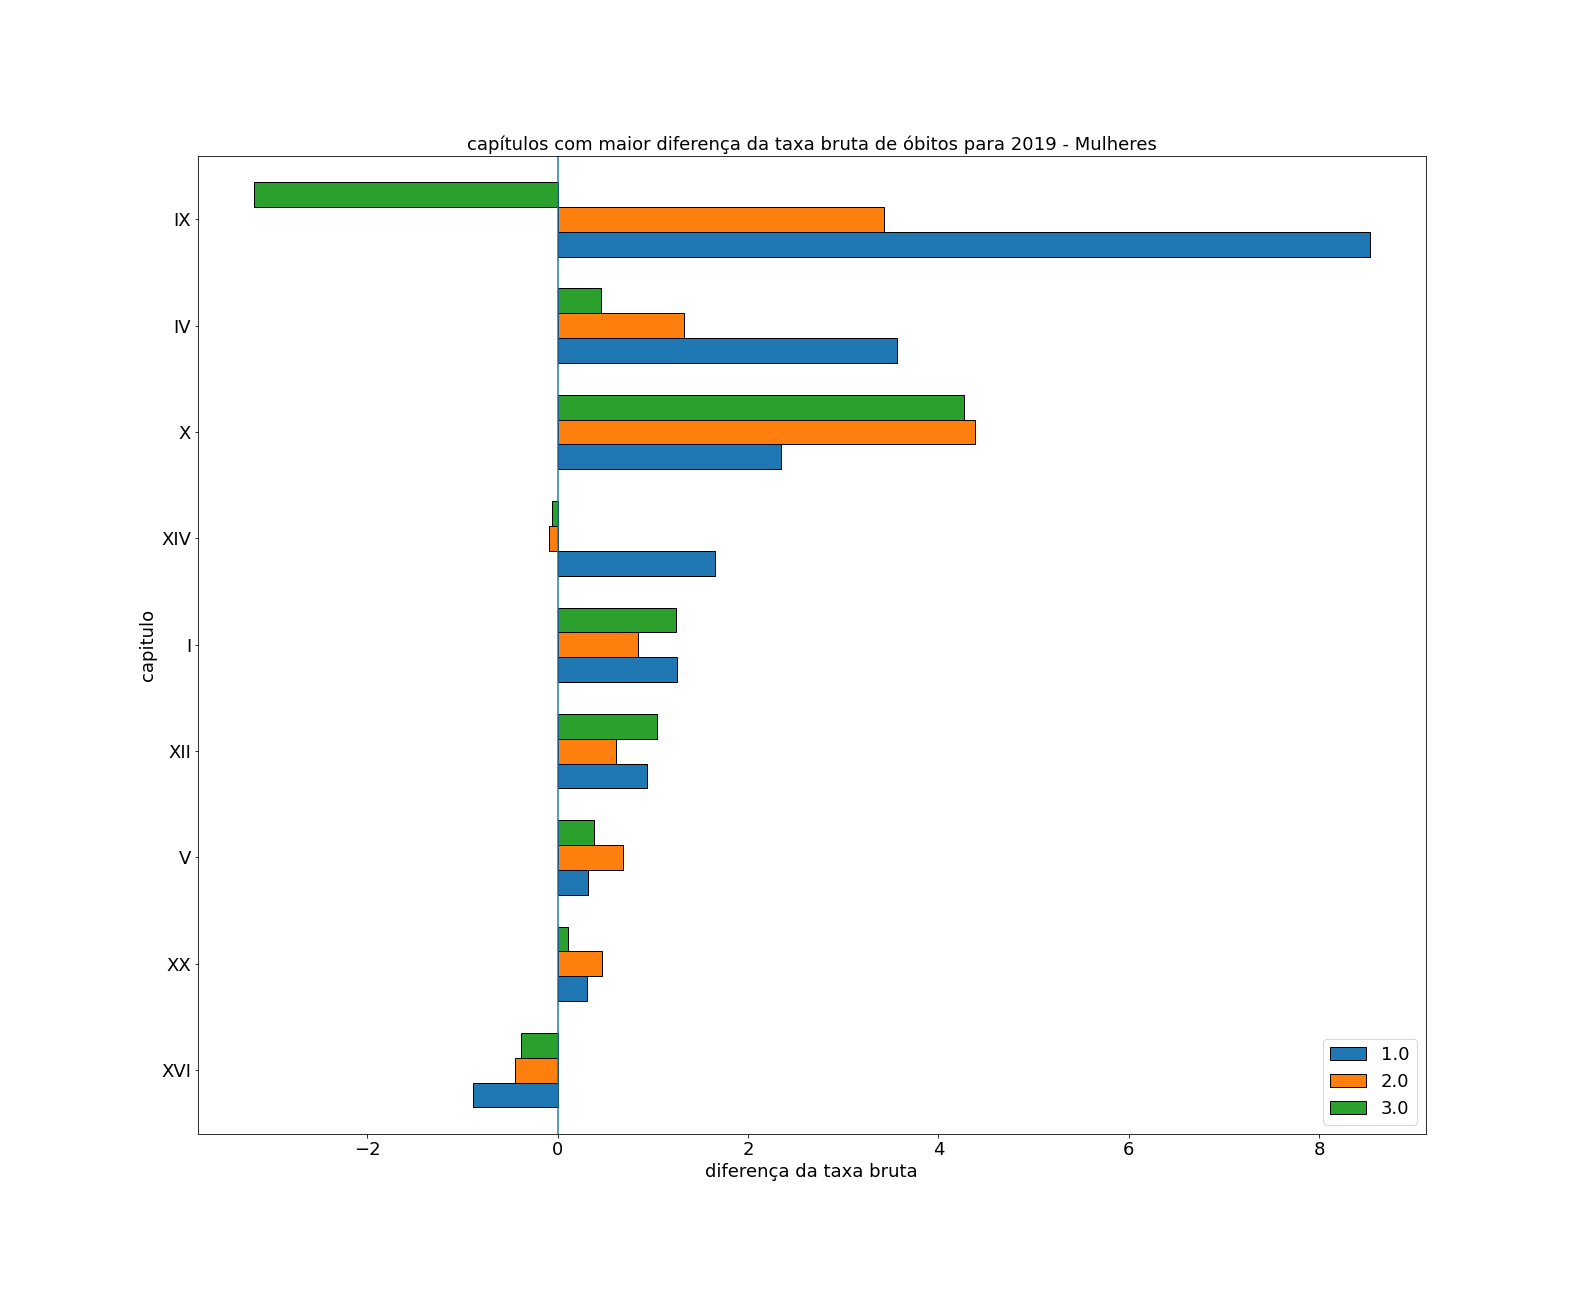 capítulos com maior diferença da taxa bruta de óbitos para 2019 - Mulheres
capitulo
IX
IV
X
XIV
I
XII
V
XX
XVI
1.0
2.0
3.0
−2 0 2 4 6 8
diferença da taxa bruta